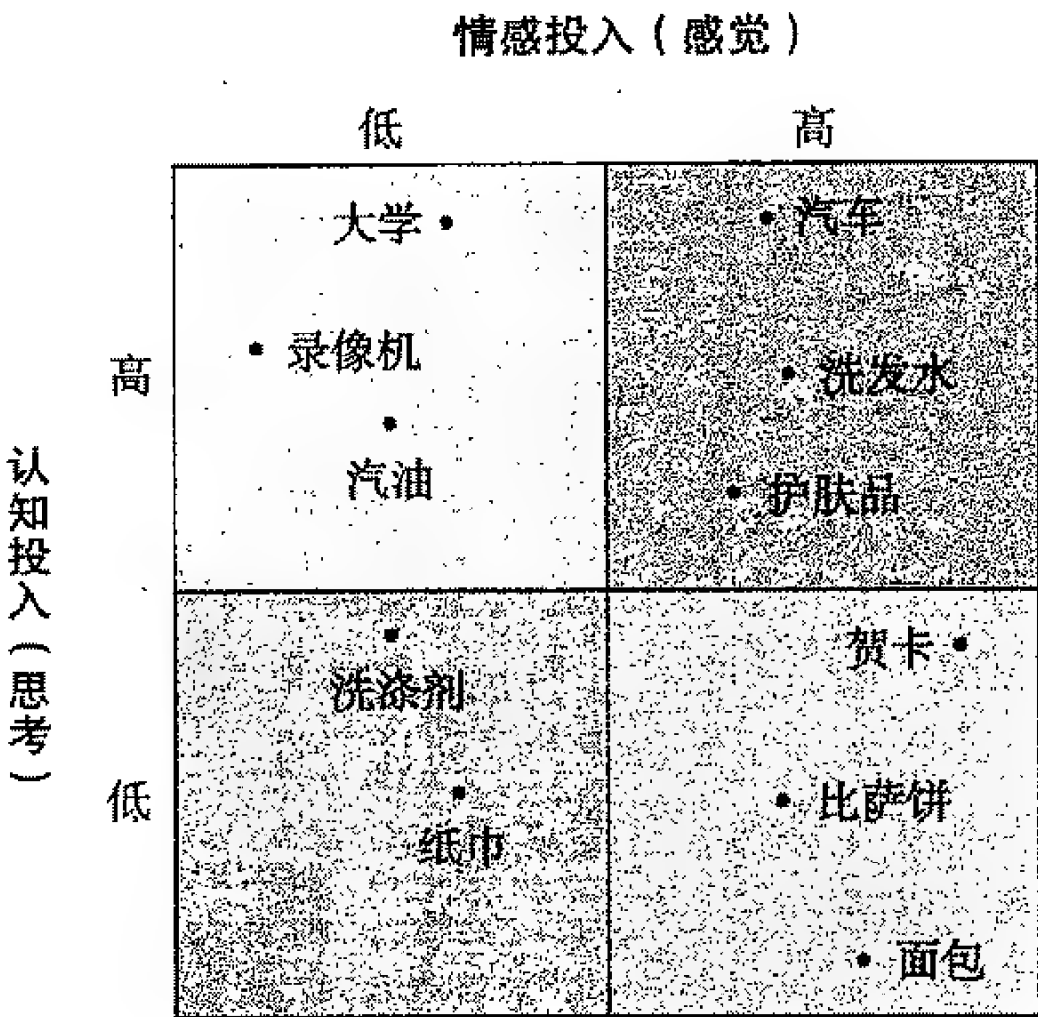 情感投入（感觉）
低
高
大学
汽车
录像机
高
洗发水
汽油
护肤品
认知投入（思考）
洗涤剂
贺卡
低
纸巾
比萨饼
面包